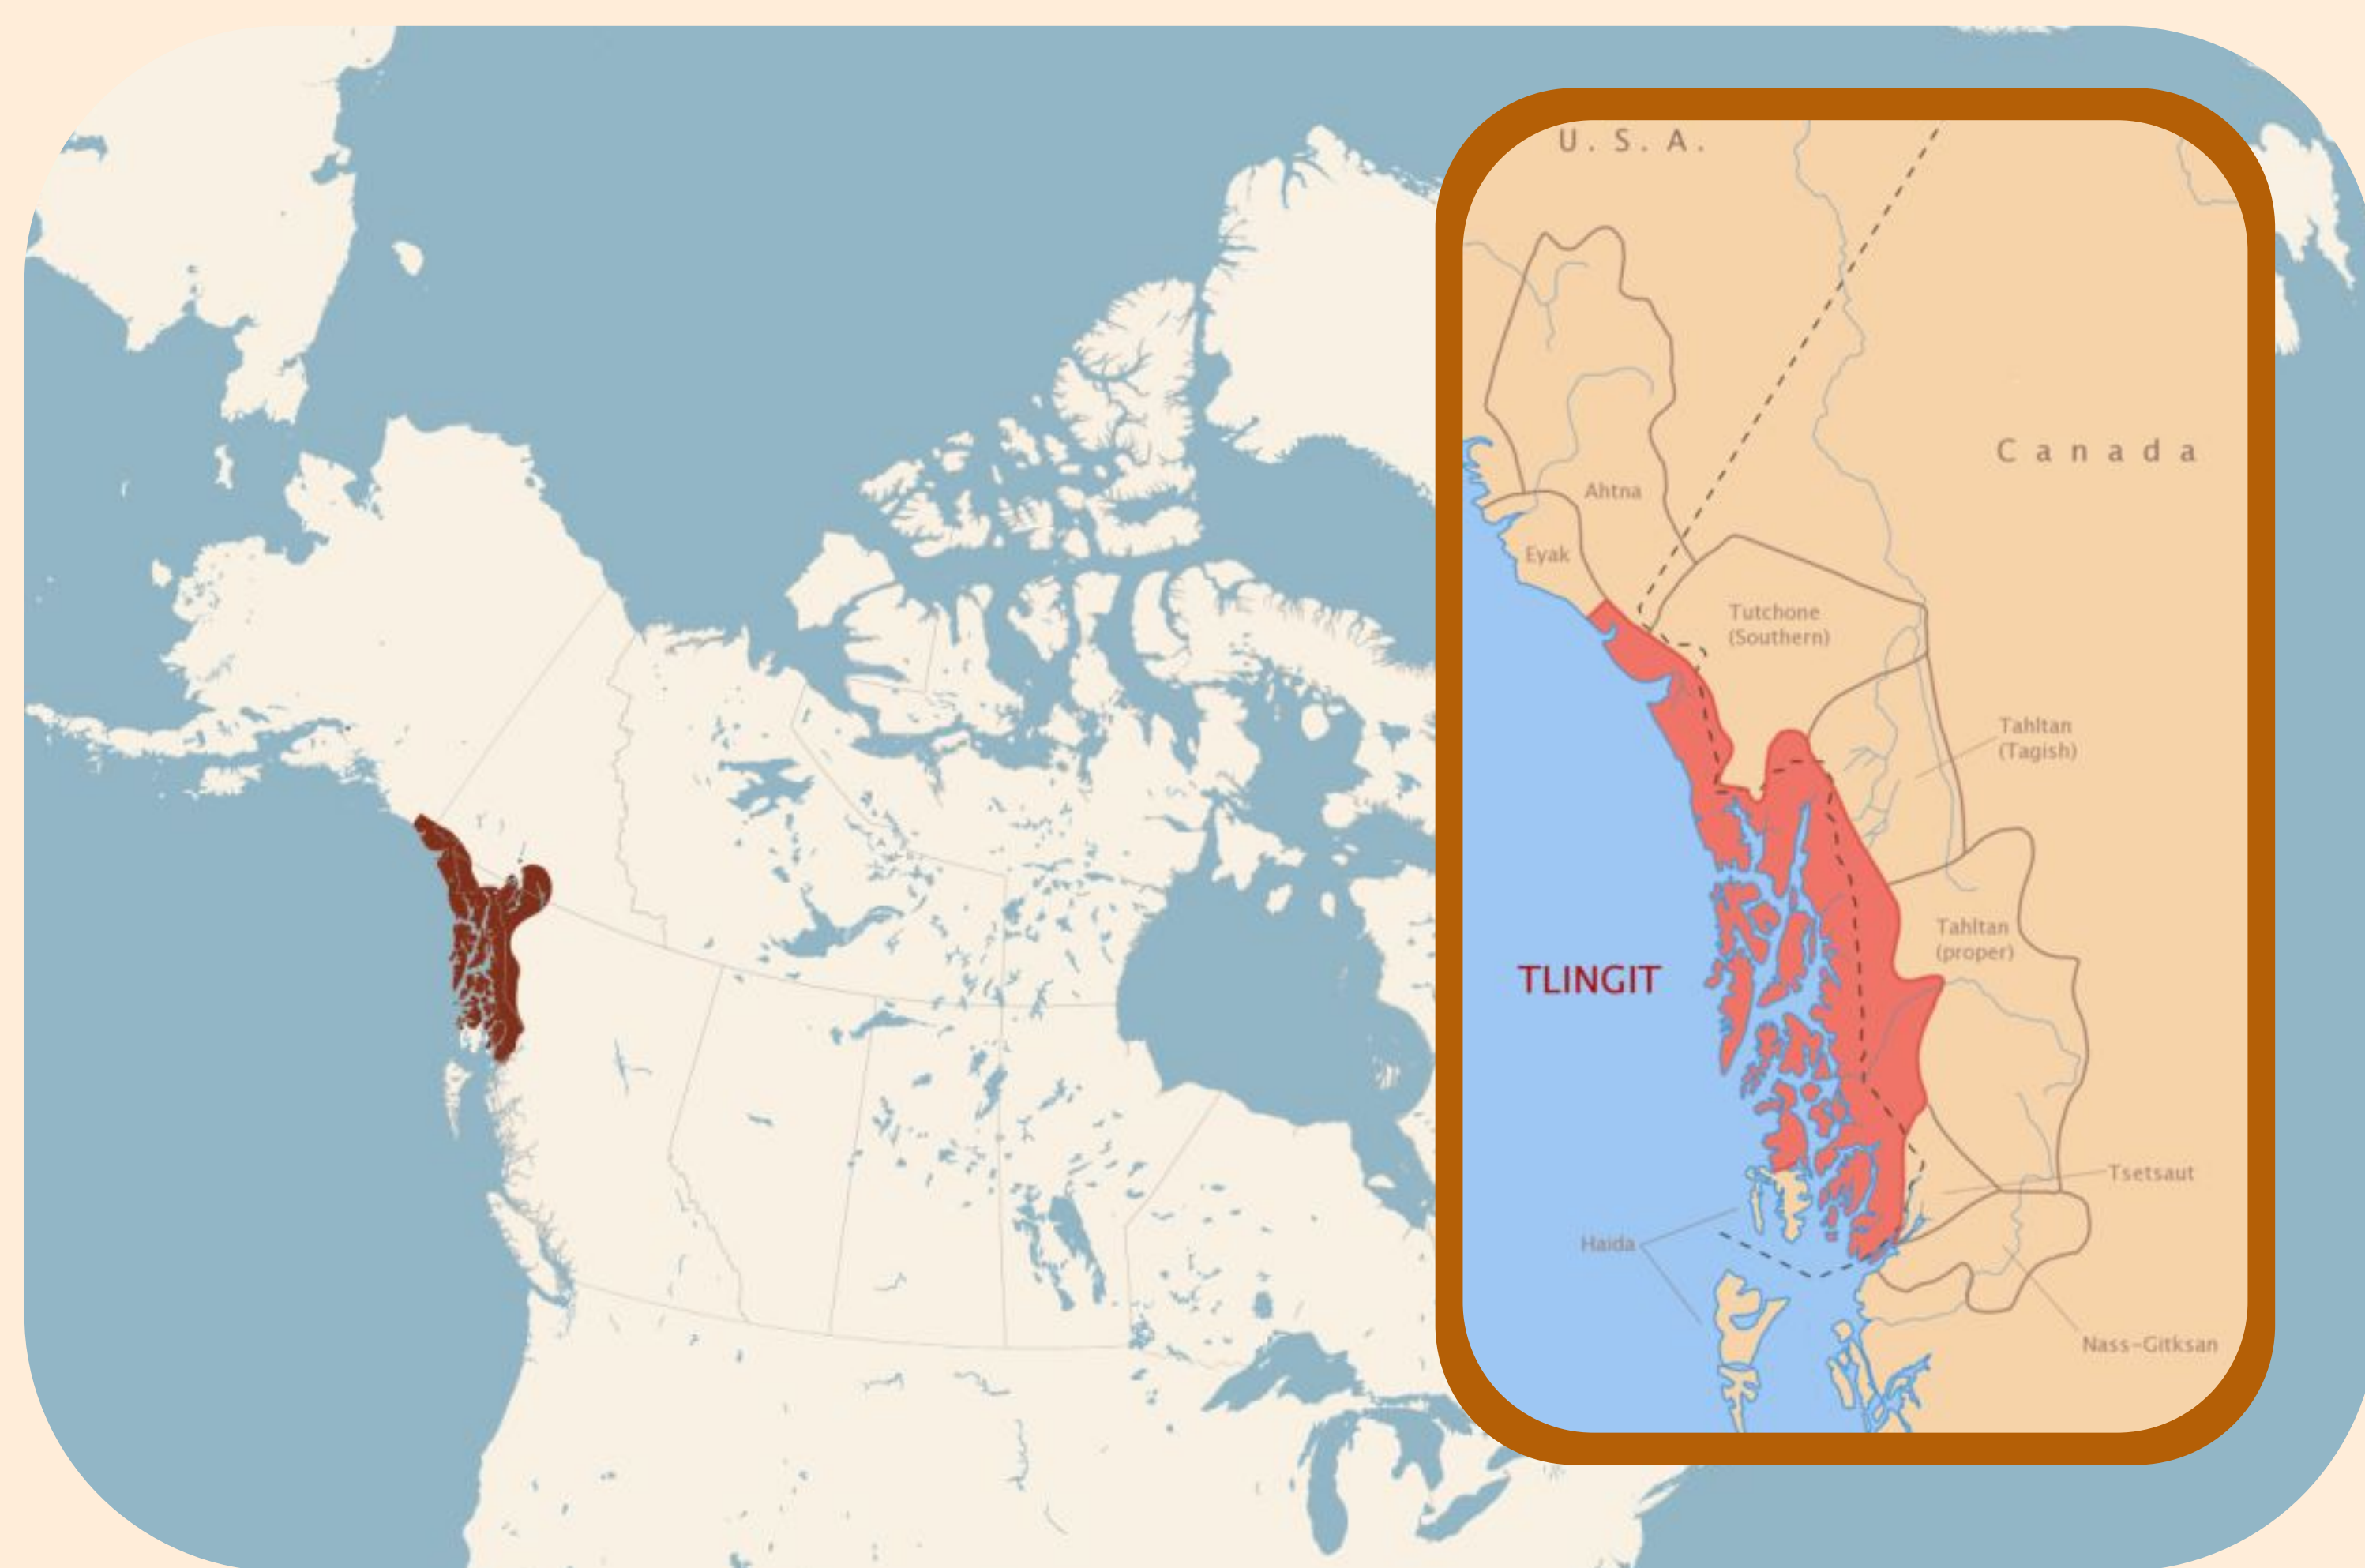 U. S. A.
Canada
Ahtna
Eyak
Tutchone
(Southern)
Tahltan
(Tagish)
Tahltan
(proper)
TLINGIT
Tsetsaut
Haida
Nass-Gitksan